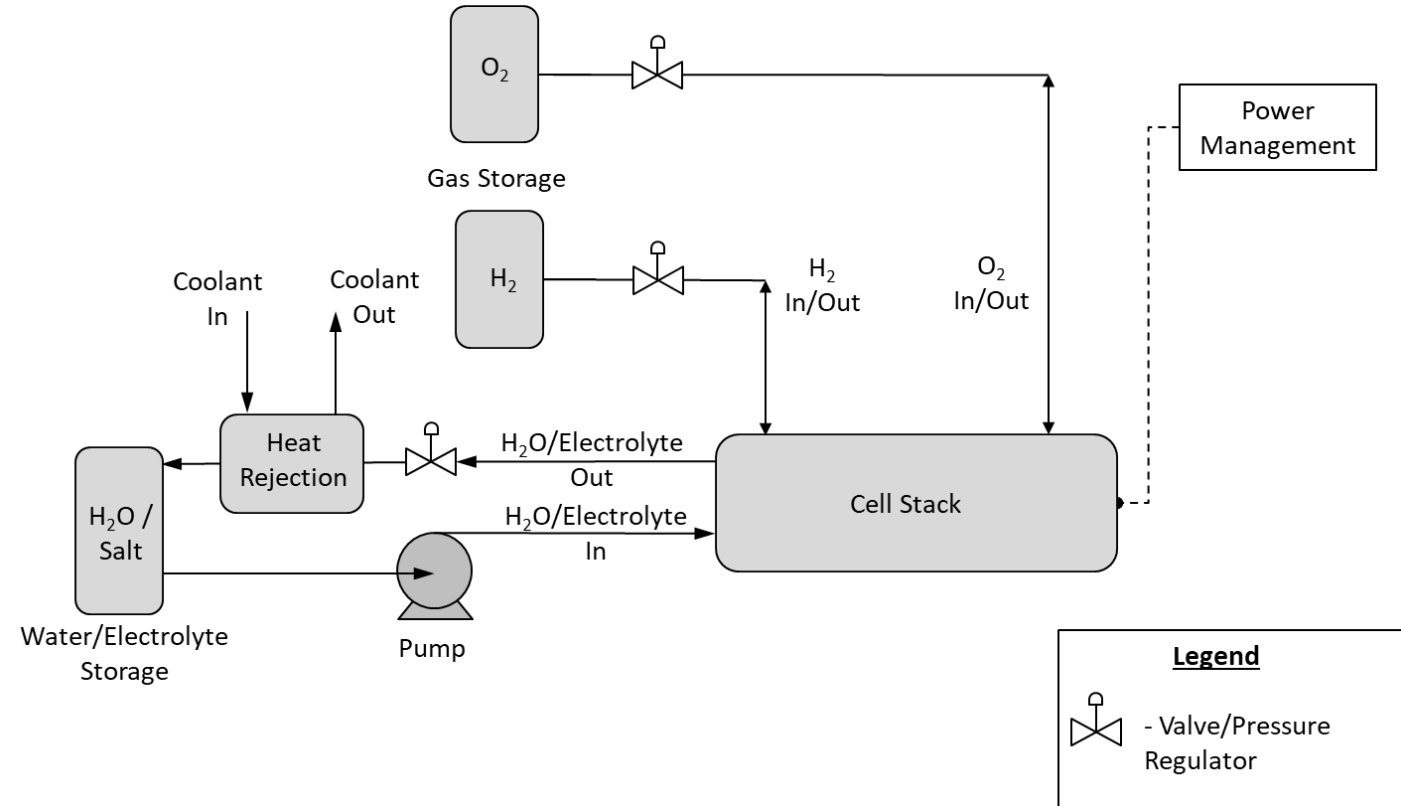 O₂
Gas Storage
Power
Management
H₂
H₂
In/Out
O₂
In/Out
Coolant
In
Coolant
Out
Heat
Rejection
H₂O/Electrolyte
Out
H₂O /
Salt
H₂O/Electrolyte
In
Cell Stack
Water/Electrolyte
Storage
Pump
Legend
- Valve/Pressure
Regulator